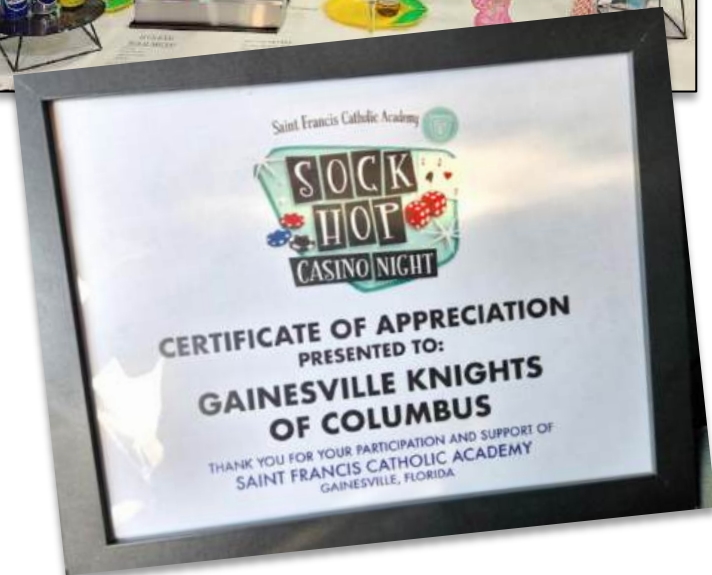 Saint Francis Catholic Academy
SOCK
HOP
CASINO NIGHT
CERTIFICATE OF APPRECIATION
PRESENTED TO:
GAINESVILLE KNIGHTS
OF COLUMBUS
THANK YOU FOR YOUR PARTICIPATION AND SUPPORT OF
SAINT FRANCIS CATHOLIC ACADEMY
GAINESVILLE, FLORIDA